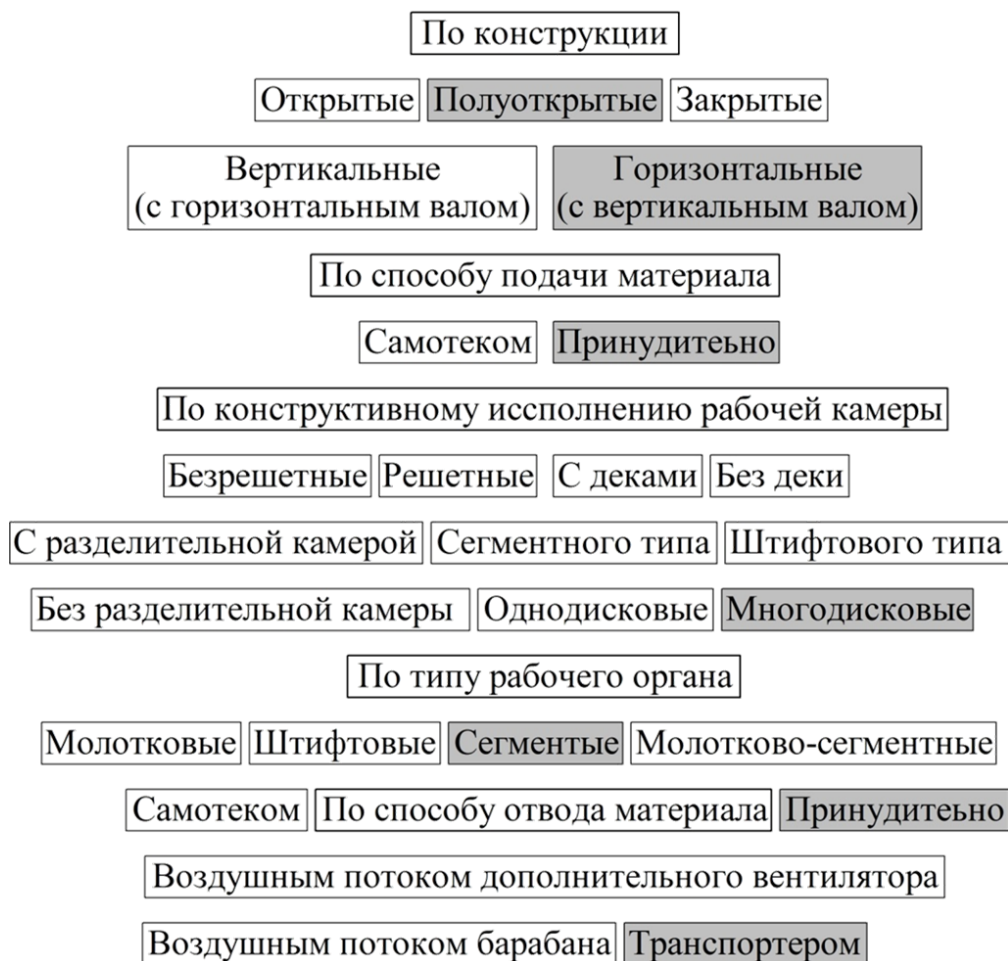 По конструкции
Открытые Полуоткрытые Закрытые
Вертикальные Горизонтальные
(с горизонтальным валом) (с вертикальным валом)
По способу подачи материала
Самотеком Принудитеьно
По конструктивному иссполнению рабочей камеры
Безрешетные Решетные С деками Без деки
С разделительной камерой Сегментного типа Штифтового типа
Без разделительной камеры Однодисковые Многодисковые
По типу рабочего органа
Молотковые Штифтовые Сегментые Молотково-сегментные
Самотеком По способу отвода материала Принудитеьно
Воздушным потоком дополнительного вентилятора
Воздушным потоком барабана Транспортером